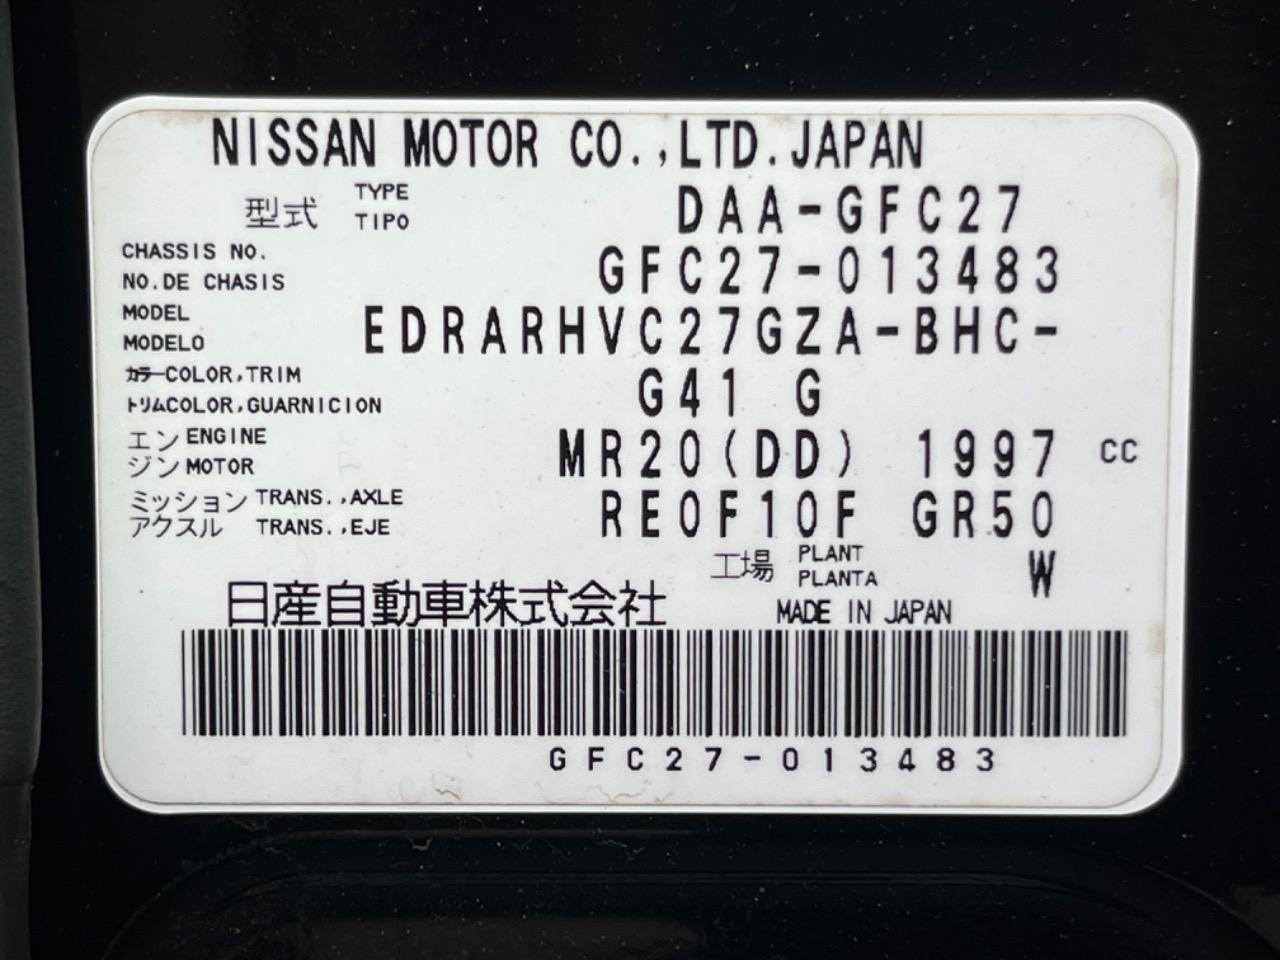 NISSAN MOTOR CO.,LTD.JAPAN
型式 TYPE TIPO DAA-GFC27
CHASSIS NO.
NO.DE CHASIS GFC27-013483
MODEL
MODELO EDRARHVC27GZA-BHC-
カラーCOLOR,TRIM
トリムCOLOR,GUARNICION G41 G
エン ENGINE
ジン MOTOR MR20(DD) 1997 CC
ミッション TRANS.,AXLE
アクスル TRANS.,EJE RE0F10F GR50
工場 PLANT PLANTA W
日産自動車株式会社 MADE IN JAPAN
GFC27-013483